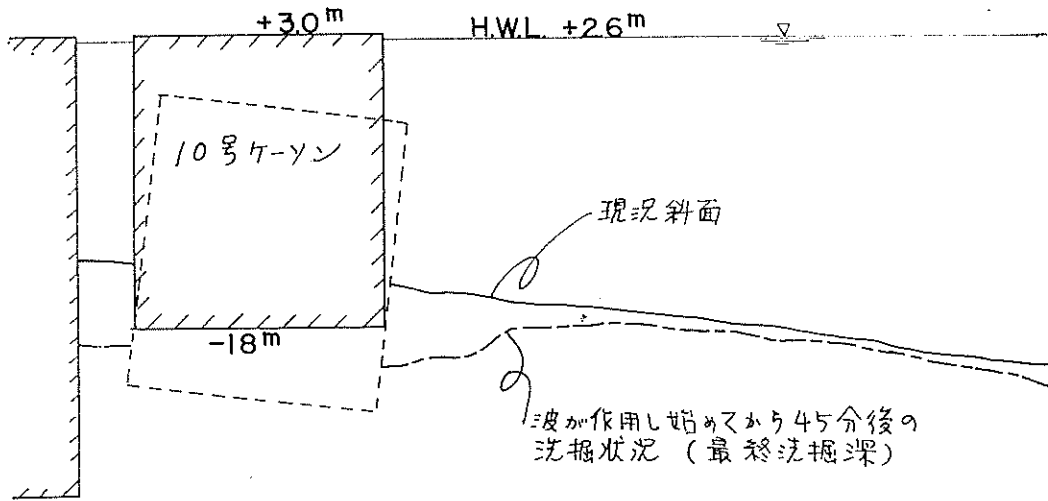 +3.0m
H.W.L. +26m
10号ケーソン
現況斜面
-18m
波が作用し始めてから45分後の
洗掘状況（最終洗掘深）